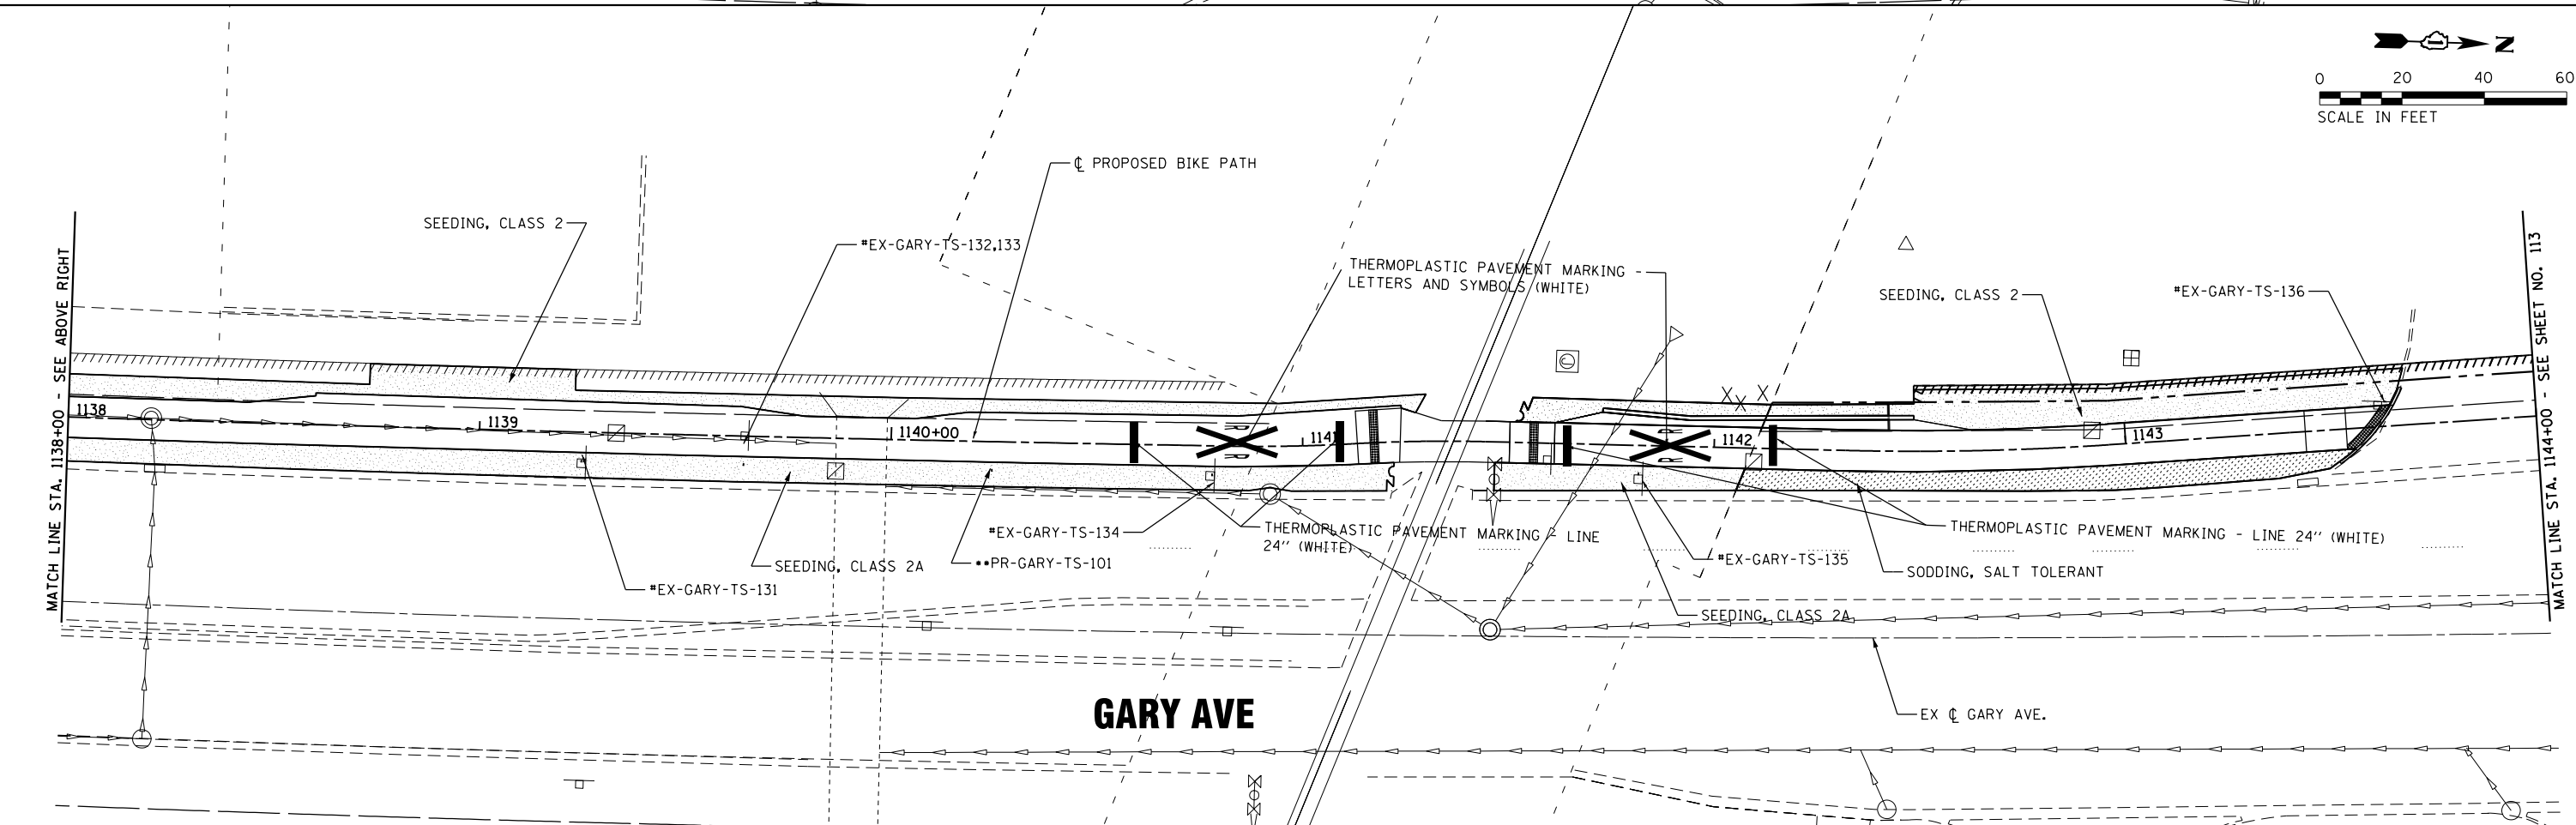 N
0 20 40 60
SCALE IN FEET
℄ PROPOSED BIKE PATH
SEEDING, CLASS 2
*EX-GARY-TS-132,133
THERMOPLASTIC PAVEMENT MARKING -
LETTERS AND SYMBOLS (WHITE)
SEEDING, CLASS 2
*EX-GARY-TS-136
MATCH LINE STA. 1138+00 - SEE ABOVE RIGHT
MATCH LINE STA. 1144+00 - SEE SHEET NO. 113
1138
1139
1140+00
1141
1142
1143
R
R
R
R
*EX-GARY-TS-134
THERMOPLASTIC PAVEMENT MARKING - LINE
24" (WHITE)
THERMOPLASTIC PAVEMENT MARKING - LINE 24" (WHITE)
SEEDING, CLASS 2A
**PR-GARY-TS-101
*EX-GARY-TS-135
SODDING, SALT TOLERANT
*EX-GARY-TS-131
SEEDING, CLASS 2A
GARY AVE
EX ℄ GARY AVE.